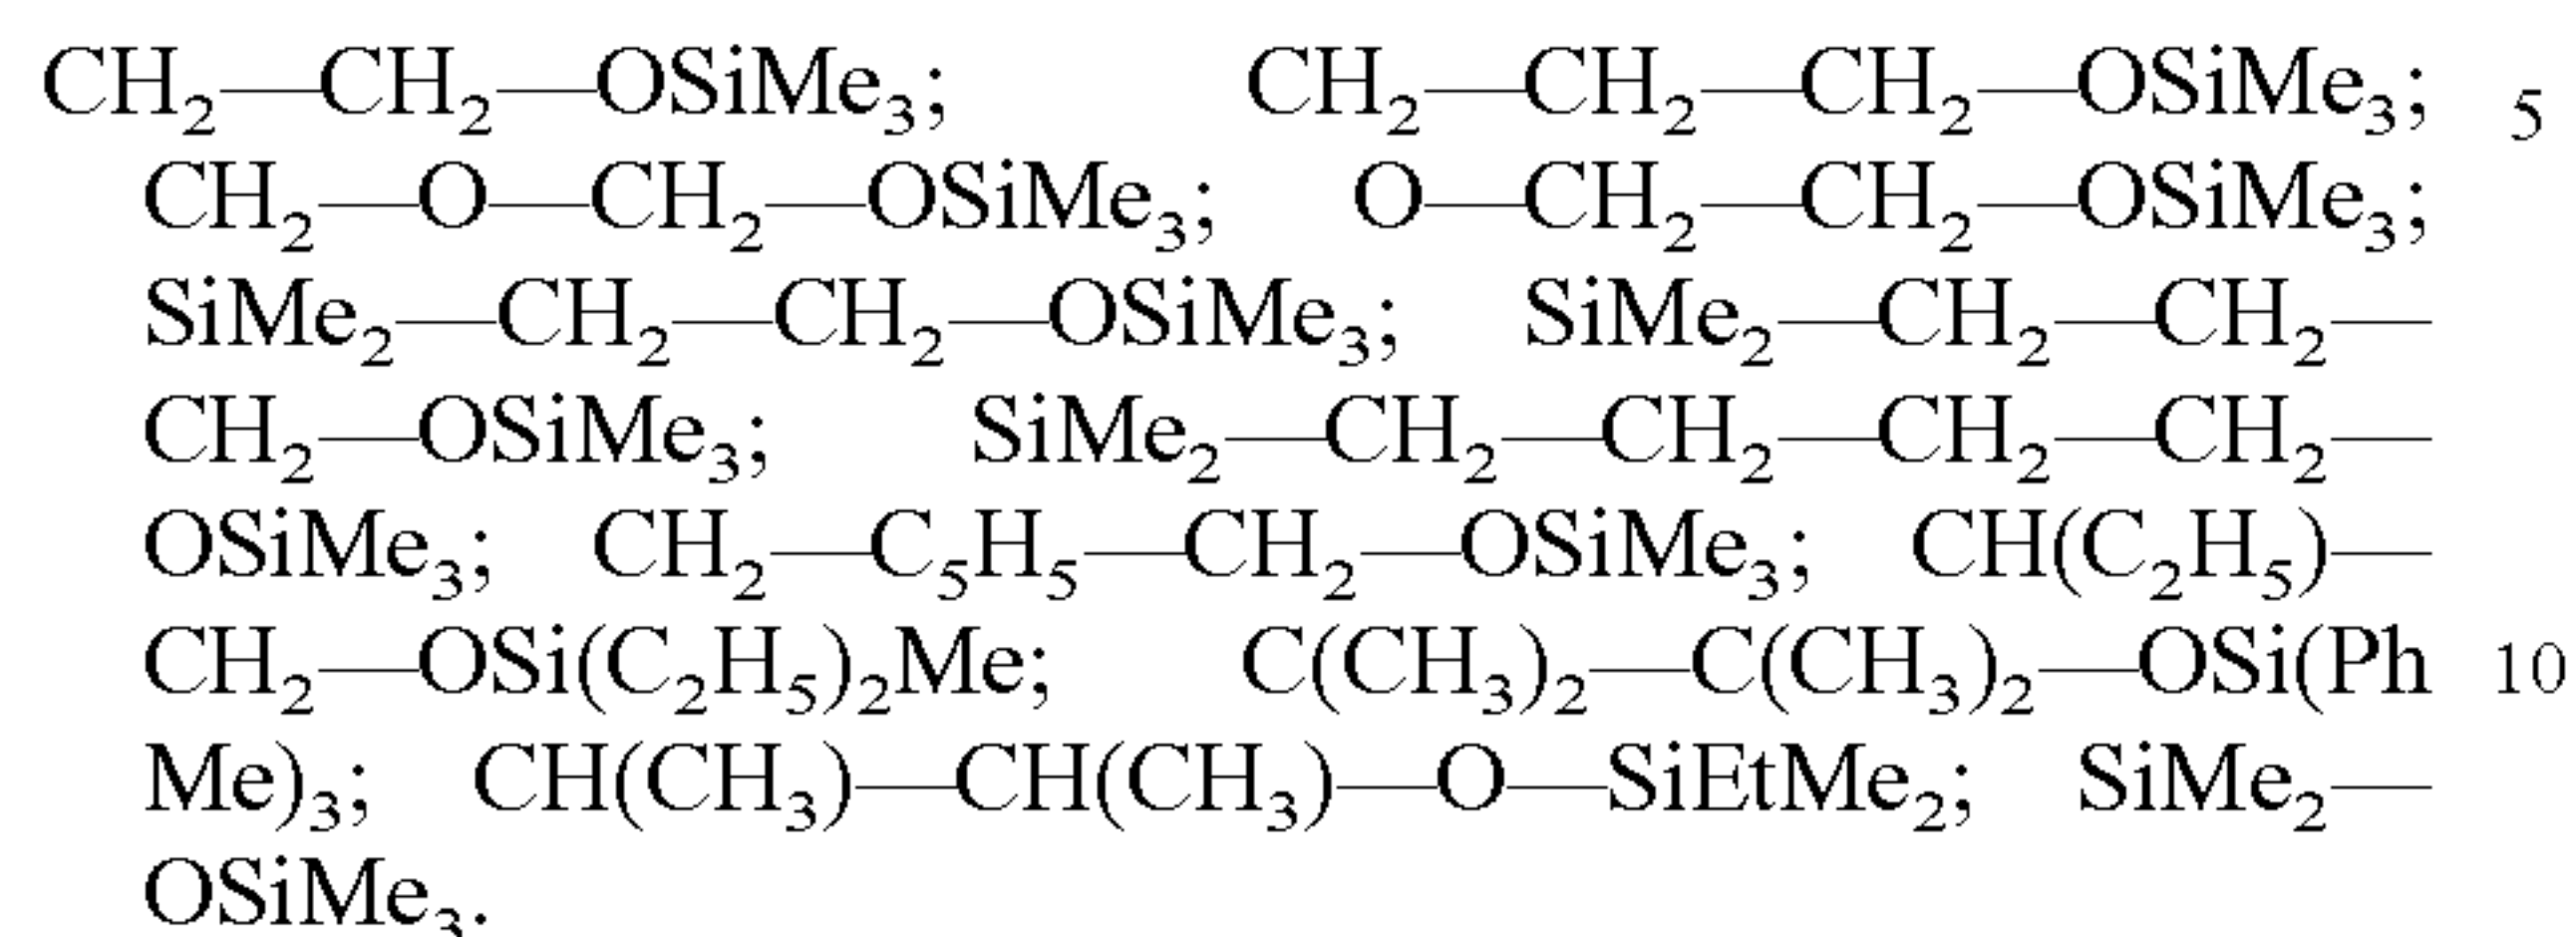 CH₂—CH₂—OSiMe₃; CH₂—CH₂—CH₂—OSiMe₃; 5
CH₂—O—CH₂—OSiMe₃; O—CH₂—CH₂—OSiMe₃;
SiMe₂—CH₂—CH₂—OSiMe₃; SiMe₂—CH₂—CH₂—
CH₂—OSiMe₃; SiMe₂—CH₂—CH₂—CH₂—CH₂—
OSiMe₃; CH₂—C₅H₅—CH₂—OSiMe₃; CH(C₂H₅)—
CH₂—OSi(C₂H₅)₂Me; C(CH₃)₂—C(CH₃)₂—OSi(Ph 10
Me)₃; CH(CH₃)—CH(CH₃)—O—SiEtMe₂; SiMe₂—
OSiMe₃.